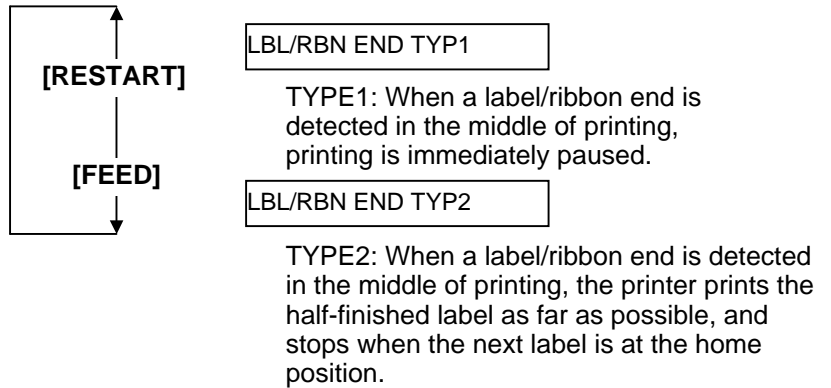 [RESTART]
[FEED]
LBL/RBN END TYP1
TYPE1: When a label/ribbon end is
detected in the middle of printing,
printing is immediately paused.
LBL/RBN END TYP2
TYPE2: When a label/ribbon end is detected
in the middle of printing, the printer prints the
half-finished label as far as possible, and
stops when the next label is at the home
position.